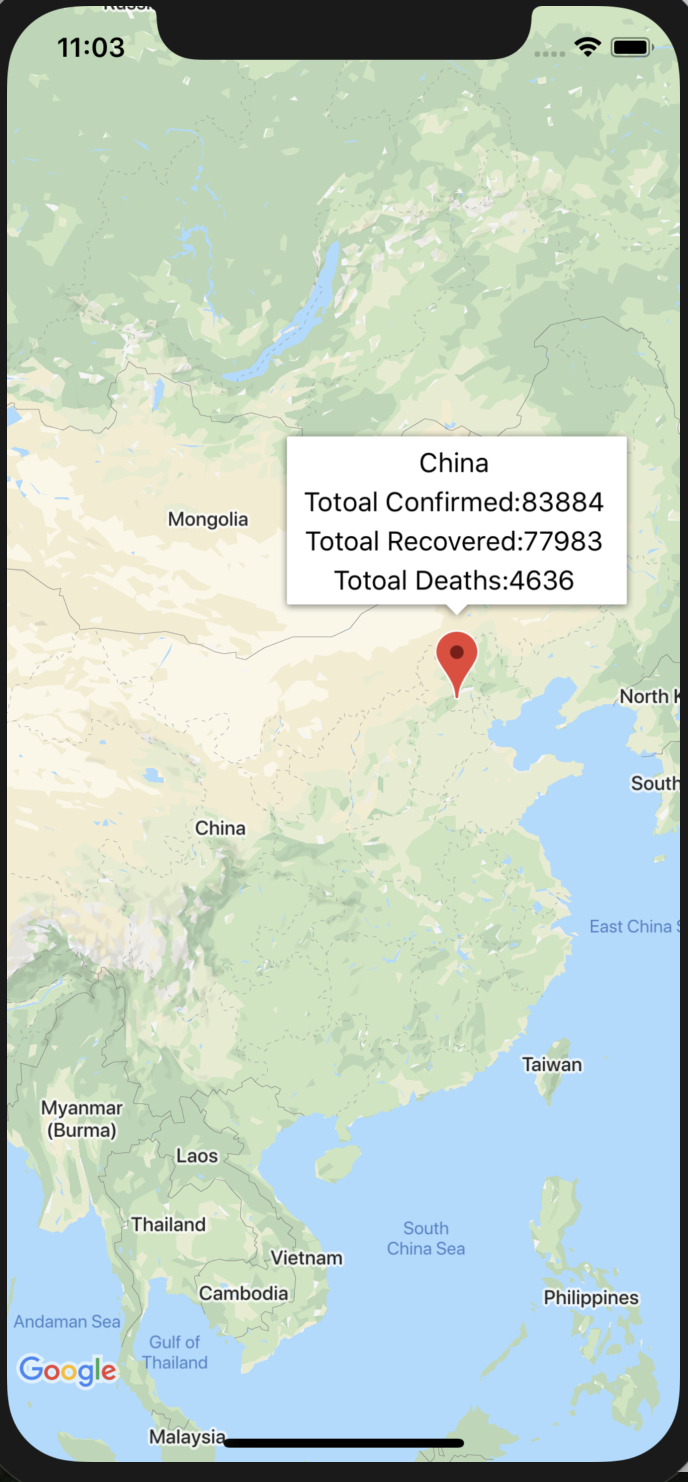 11:03
China
Totoal Confirmed:83884
Totoal Recovered:77983
Totoal Deaths:4636
Mongolia
North K
South
China
East China S
Taiwan
Myanmar
(Burma)
Laos
Thailand
South
China Sea
Vietnam
Cambodia
Philippines
Andaman Sea
Gulf of
Thailand
Google
Malaysia